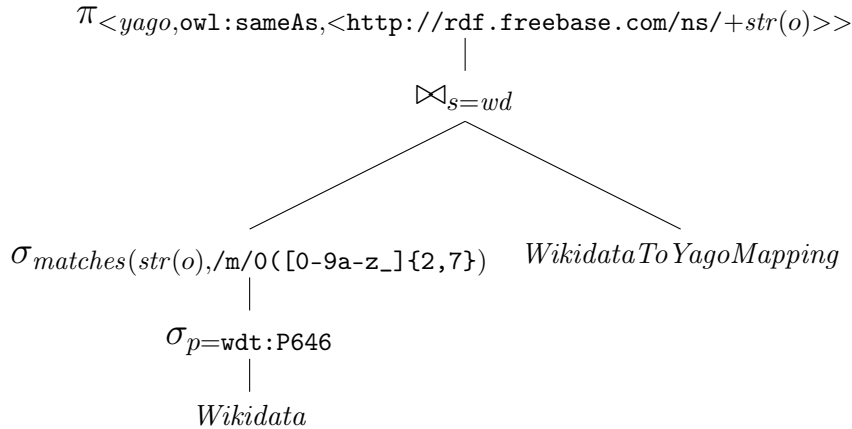 π<yago,owl:sameAs,<http://rdf.freebase.com/ns/+str(o)>>
⋈s=wd
σmatches(str(o),/m/0([0-9a-z_]{2,7}) WikidataToYagoMapping
σp=wdt:P646
Wikidata